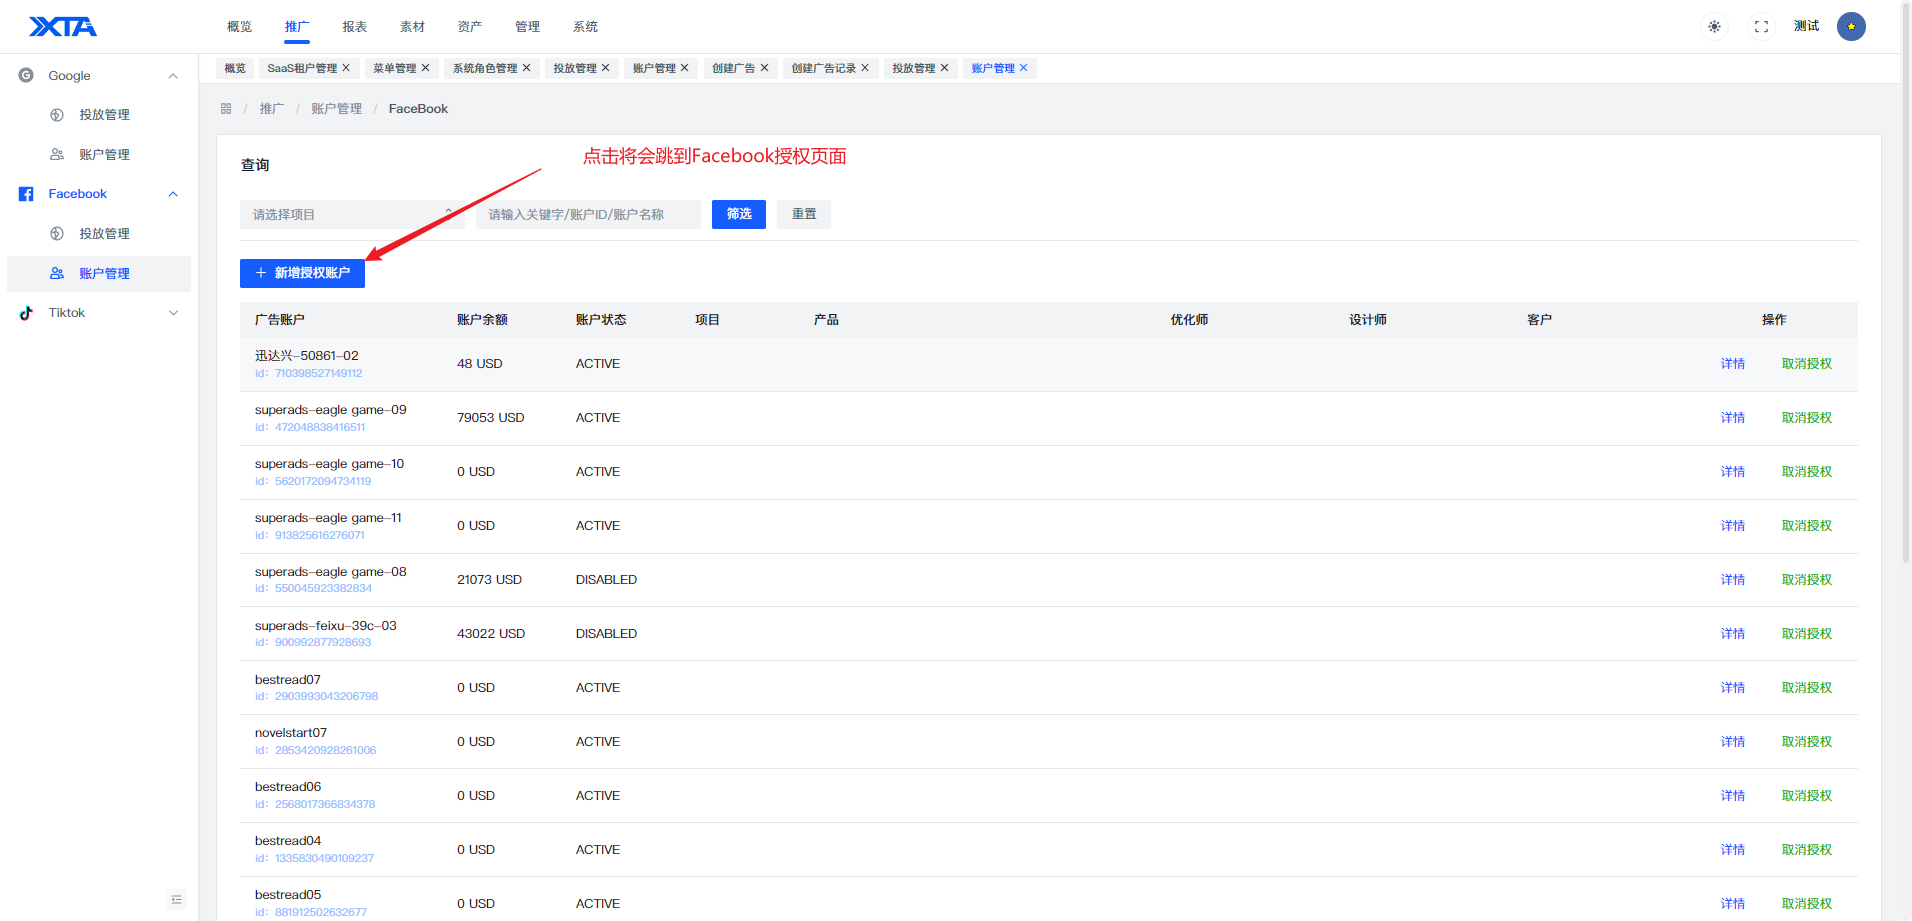 XTA
概览 推广 报表 素材 资产 管理 系统 测试
概览 SaaS租户管理 菜单管理 系统角色管理 投放管理 账户管理 创建广告 创建广告记录 投放管理 账户管理
Google
投放管理
账户管理
Facebook
投放管理
账户管理
Tiktok
/ 推广 / 账户管理 / FaceBook
查询
点击将会跳到Facebook授权页面
请选择项目 请输入关键字/账户ID/账户名称 筛选 重置
新增授权账户
广告账户 账户余额 账户状态 项目 产品 优化师 设计师 客户 操作
迅达兴-50861-02
id：710398527149112
48 USD ACTIVE 详情 取消授权
superads-eagle game-09
id：472048838416511
79053 USD ACTIVE 详情 取消授权
superads-eagle game-10
id：5620172094734119
0 USD ACTIVE 详情 取消授权
superads-eagle game-11
id：913825616276071
0 USD ACTIVE 详情 取消授权
superads-eagle game-08
id：550045923382834
21073 USD DISABLED 详情 取消授权
superads-feixu-39c-03
id：900992877928693
43022 USD DISABLED 详情 取消授权
bestread07
id：2903993043206798
0 USD ACTIVE 详情 取消授权
novelstart07
id：2853420928261006
0 USD ACTIVE 详情 取消授权
bestread06
id：2568017366834378
0 USD ACTIVE 详情 取消授权
bestread04
id：1335830490109237
0 USD ACTIVE 详情 取消授权
bestread05
id：881912502632677
0 USD ACTIVE 详情 取消授权